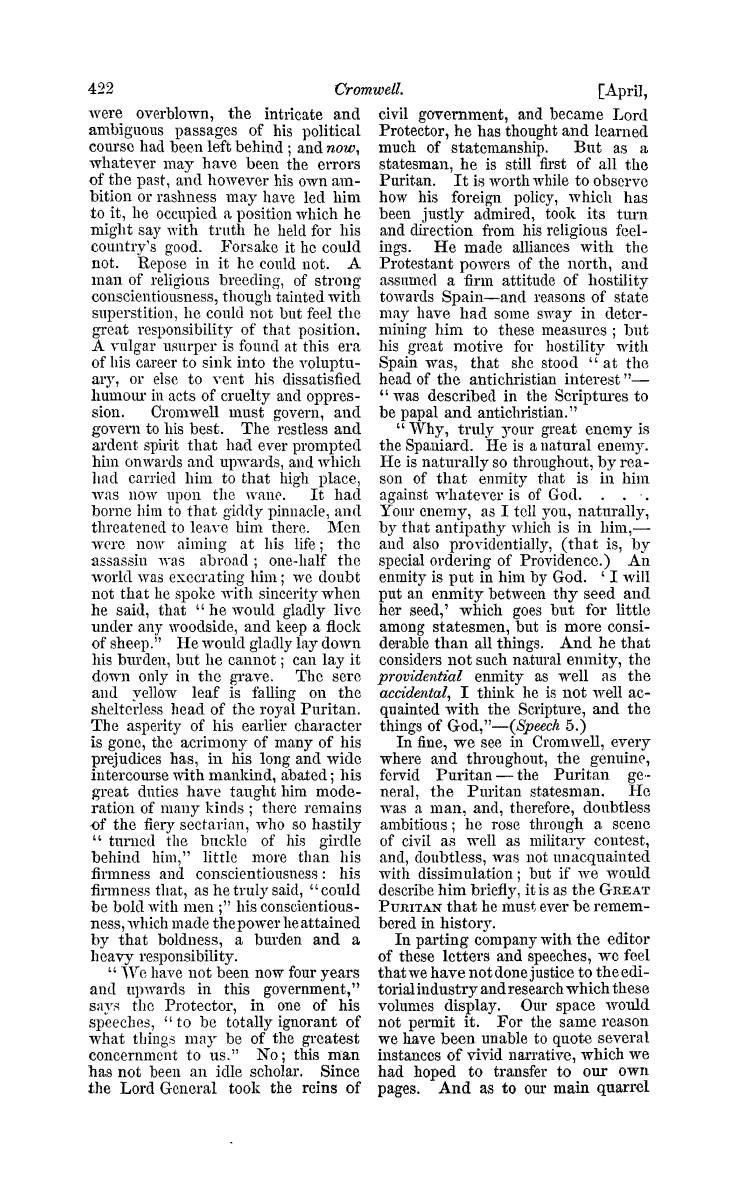 422 Cromwell. [April,
were overblown, the intricate and
ambiguous passages of his political
course had been left behind ; and now,
whatever may have been the errors
of the past, and however his own am-
bition or rashness may have led him
to it, he occupied a position which he
might say with truth he held for his
country's good. Forsake it he could
not. Repose in it he could not. A
man of religious breeding, of strong
conscientiousness, though tainted with
superstition, he could not but feel the
great responsibility of that position.
A vulgar usurper is found at this era
of his career to sink into the voluptu-
ary, or else to vent his dissatisfied
humour in acts of cruelty and oppres-
sion. Cromwell must govern, and
govern to his best. The restless and
ardent spirit that had ever prompted
him onwards and upwards, and which
had carried him to that high place,
was now upon the wane. It had
borne him to that giddy pinnacle, and
threatened to leave him there. Men
were now aiming at his life ; the
assassin was abroad ; one-half the
world was execrating him ; we doubt
not that he spoke with sincerity when
he said, that "he would gladly live
under any woodside, and keep a flock
of sheep." He would gladly lay down
his burden, but he cannot ; can lay it
down only in the grave. The sere
and yellow leaf is falling on the
shelterless head of the royal Puritan.
The asperity of his earlier character
is gone, the acrimony of many of his
prejudices has, in his long and wide
intercourse with mankind, abated ; his
great duties have taught him mode-
ration of many kinds ; there remains
of the fiery sectarian, who so hastily
"turned the buckle of his girdle
behind him," little more than his
firmness and conscientiousness : his
firmness that, as he truly said, "could
be bold with men ;" his conscientious-
ness, which made the power he attained
by that boldness, a burden and a
heavy responsibility.
"We have not been now four years
and upwards in this government,"
says the Protector, in one of his
speeches, "to be totally ignorant of
what things may be of the greatest
concernment to us." No ; this man
has not been an idle scholar. Since
the Lord General took the reins of
civil government, and became Lord
Protector, he has thought and learned
much of statemanship. But as a
statesman, he is still first of all the
Puritan. It is worth while to observe
how his foreign policy, which has
been justly admired, took its turn
and direction from his religious feel-
ings. He made alliances with the
Protestant powers of the north, and
assumed a firm attitude of hostility
towards Spain—and reasons of state
may have had some sway in deter-
mining him to these measures ; but
his great motive for hostility with
Spain was, that she stood "at the
head of the antichristian interest"—
"was described in the Scriptures to
be papal and antichristian."
"Why, truly your great enemy is
the Spaniard. He is a natural enemy.
He is naturally so throughout, by rea-
son of that enmity that is in him
against whatever is of God. . . .
Your enemy, as I tell you, naturally,
by that antipathy which is in him,—
and also providentially, (that is, by
special ordering of Providence.) An
enmity is put in him by God. 'I will
put an enmity between thy seed and
her seed,' which goes but for little
among statesmen, but is more consi-
derable than all things. And he that
considers not such natural enmity, the
providential enmity as well as the
accidental, I think he is not well ac-
quainted with the Scripture, and the
things of God,"—(Speech 5.)
In fine, we see in Cromwell, every
where and throughout, the genuine,
fervid Puritan — the Puritan ge-
neral, the Puritan statesman. He
was a man, and, therefore, doubtless
ambitious ; he rose through a scene
of civil as well as military contest,
and, doubtless, was not unacquainted
with dissimulation ; but if we would
describe him briefly, it is as the GREAT
PURITAN that he must ever be remem-
bered in history.
In parting company with the editor
of these letters and speeches, we feel
that we have not done justice to the edi-
torial industry and research which these
volumes display. Our space would
not permit it. For the same reason
we have been unable to quote several
instances of vivid narrative, which we
had hoped to transfer to our own
pages. And as to our main quarrel